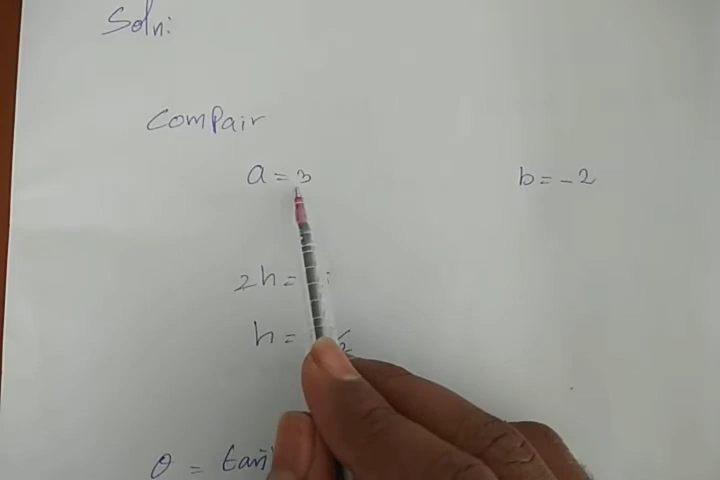 Soln:
Compair
a = 3 b = -2
2h =
h =
θ = tan